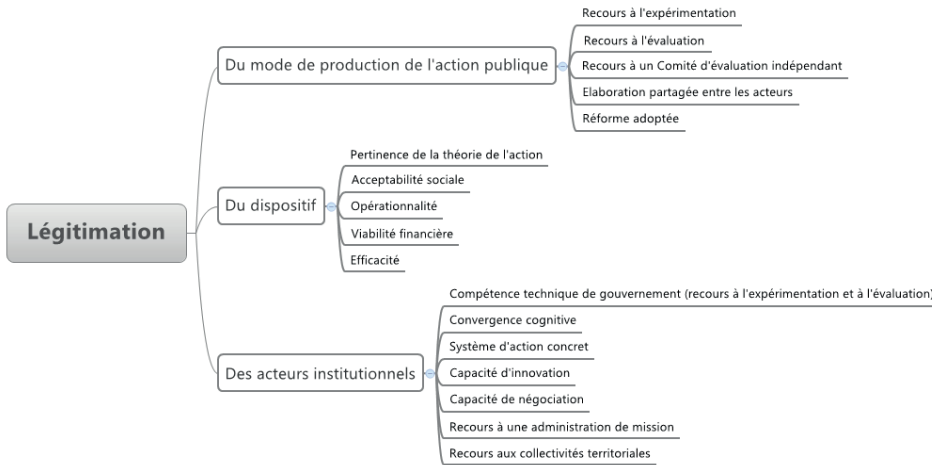 Légitimation
Du mode de production de l'action publique
Recours à l'expérimentation
Recours à l'évaluation
Recours à un Comité d'évaluation indépendant
Elaboration partagée entre les acteurs
Réforme adoptée
Du dispositif
Pertinence de la théorie de l'action
Acceptabilité sociale
Opérationnalité
Viabilité financière
Efficacité
Des acteurs institutionnels
Compétence technique de gouvernement (recours à l'expérimentation et à l'évaluation)
Convergence cognitive
Système d'action concret
Capacité d'innovation
Capacité de négociation
Recours à une administration de mission
Recours aux collectivités territoriales